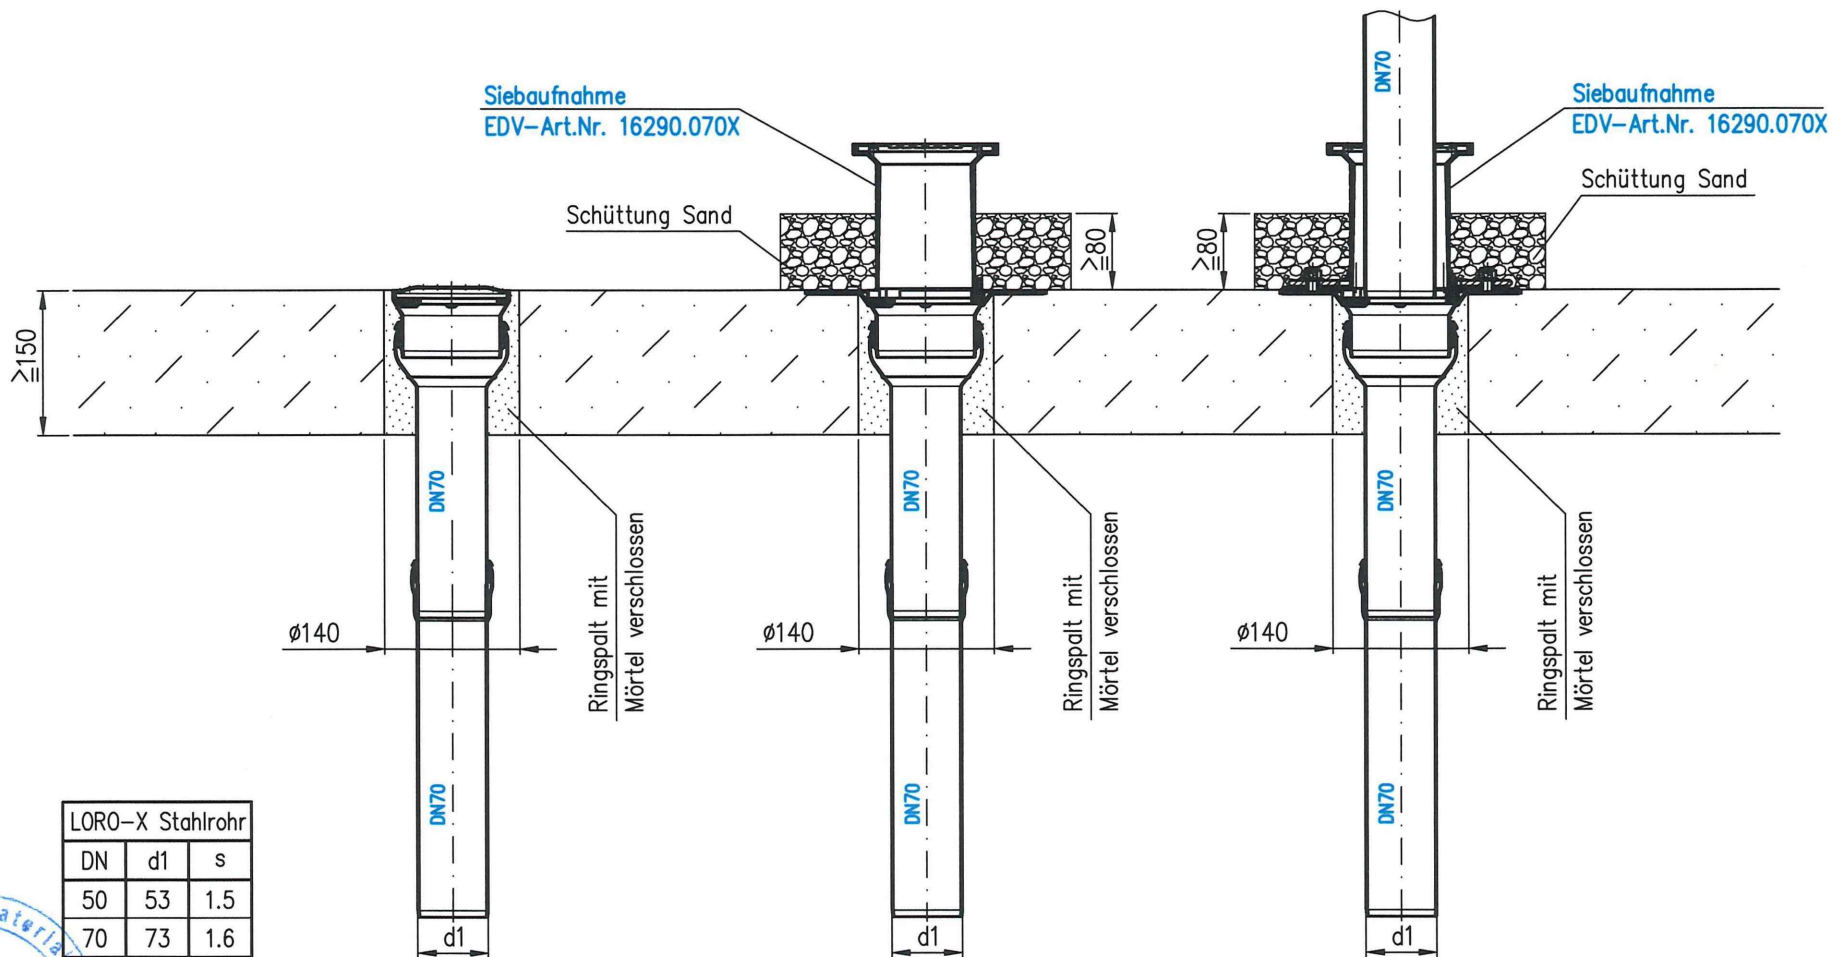 DN70
Siebaufnahme
EDV-Art.Nr. 16290.070X
Siebaufnahme
EDV-Art.Nr. 16290.070X
Schüttung Sand
Schüttung Sand
≧80
≧80
≧150
DN70
DN70
DN70
Ringspalt mit
Mörtel verschlossen
Ringspalt mit
Mörtel verschlossen
Ringspalt mit
Mörtel verschlossen
ø140
ø140
ø140
DN70
DN70
DN70
LORO-X Stahlrohr
DN d1 s
50 53 1.5
70 73 1.6
d1
d1
d1